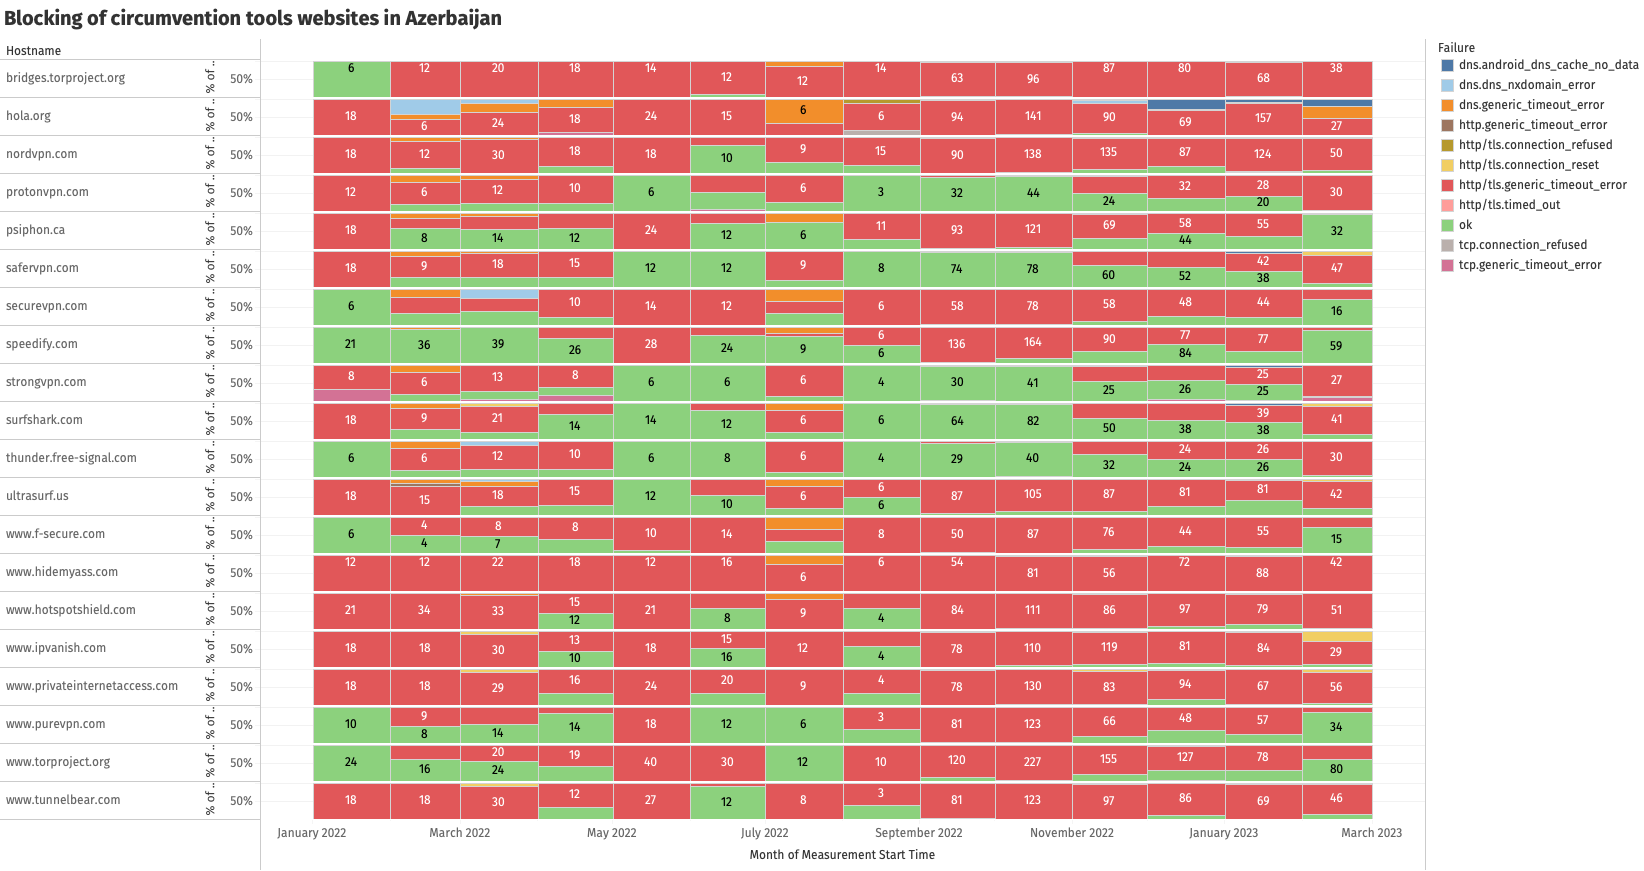 Blocking of circumvention tools websites in Azerbaijan
Hostname
bridges.torproject.org % of .. 50% 6 12 20 18 14 12 12 14 63 96 87 80 68 38
hola.org % of .. 50% 18 6 24 18 24 15 6 6 94 141 90 69 157 27
nordvpn.com % of .. 50% 18 12 30 18 18 10 9 15 90 138 135 87 124 50
protonvpn.com % of .. 50% 12 6 12 10 6 6 3 32 44 24 32 28 20 30
psiphon.ca % of .. 50% 18 8 14 12 24 12 6 11 93 121 69 58 44 55 32
safervpn.com % of .. 50% 18 9 18 15 12 12 9 8 74 78 60 52 42 38 47
securevpn.com % of .. 50% 6 10 14 12 6 58 78 58 48 44 16
speedify.com % of .. 50% 21 36 39 26 28 24 9 6 6 136 164 90 77 84 77 59
strongvpn.com % of .. 50% 8 6 13 8 6 6 6 4 30 41 25 26 25 25 27
surfshark.com % of .. 50% 18 9 21 14 14 12 6 6 64 82 50 38 39 38 41
thunder.free-signal.com % of .. 50% 6 6 12 10 6 8 6 4 29 40 32 24 24 26 26 30
ultrasurf.us % of .. 50% 18 15 18 15 12 10 6 6 6 87 105 87 81 81 42
www.f-secure.com % of .. 50% 6 4 4 8 7 8 10 14 8 50 87 76 44 55 15
www.hidemyass.com % of .. 50% 12 12 22 18 12 16 6 6 54 81 56 72 88 42
www.hotspotshield.com % of .. 50% 21 34 33 15 12 21 8 9 4 84 111 86 97 79 51
www.ipvanish.com % of .. 50% 18 18 30 13 10 18 15 16 12 4 78 110 119 81 84 29
www.privateinternetaccess.com % of .. 50% 18 18 29 16 24 20 9 4 78 130 83 94 67 56
www.purevpn.com % of .. 50% 10 9 8 14 14 18 12 6 3 81 123 66 48 57 34
www.torproject.org % of .. 50% 24 16 20 24 19 40 30 12 10 120 227 155 127 78 80
www.tunnelbear.com % of .. 50% 18 18 30 12 27 12 8 3 81 123 97 86 69 46
January 2022 March 2022 May 2022 July 2022 September 2022 November 2022 January 2023 March 2023
Month of Measurement Start Time
Failure
dns.android_dns_cache_no_data
dns.dns_nxdomain_error
dns.generic_timeout_error
http.generic_timeout_error
http/tls.connection_refused
http/tls.connection_reset
http/tls.generic_timeout_error
http/tls.timed_out
ok
tcp.connection_refused
tcp.generic_timeout_error